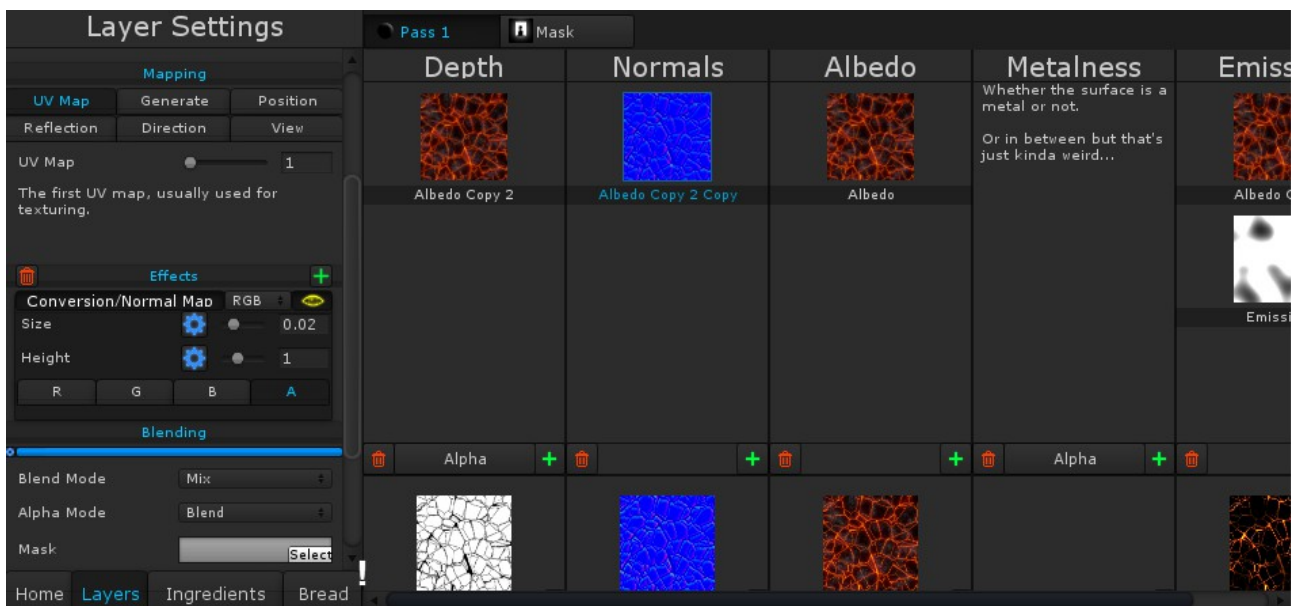 Layer Settings
Mapping
UV Map Generate Position
Reflection Direction View
UV Map 1
The first UV map, usually used for
texturing.
Effects
Conversion/Normal Map RGB
Size 0.02
Height 1
R G B A
Blending
Blend Mode Mix
Alpha Mode Blend
Mask Select
Home Layers Ingredients Bread
!
Pass 1 Mask
Depth Normals Albedo Metalness Emiss
Whether the surface is a
metal or not.
Or in between but that's
just kinda weird...
Albedo Copy 2 Albedo Copy 2 Copy Albedo Albedo C
Emissi
Alpha + + + Alpha +